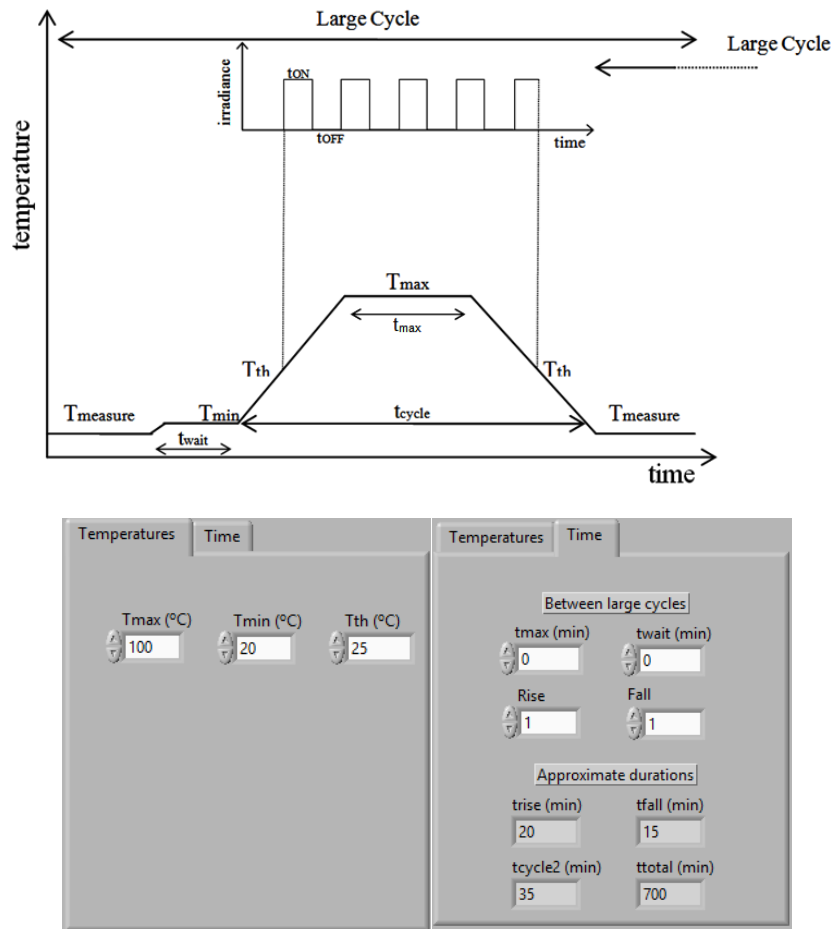 Large Cycle
Large Cycle
irradiance
tON
tOFF
time
temperature
Tmax
tmax
Tth
Tth
Tmeasure
Tmin
tcycle
Tmeasure
twait
time
Temperatures
Time
Tmax (ºC)
Tmin (ºC)
Tth (ºC)
100
20
25
Temperatures
Time
Between large cycles
tmax (min)
twait (min)
0
0
Rise
Fall
1
1
Approximate durations
trise (min)
tfall (min)
20
15
tcycle2 (min)
ttotal (min)
35
700